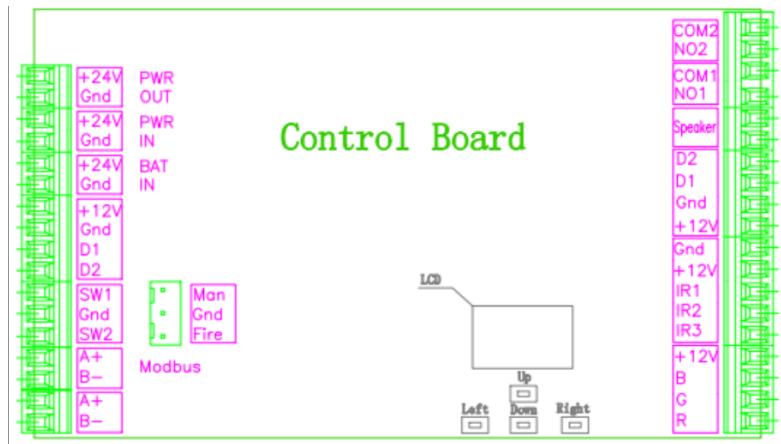 Control Board
+24V PWR
Gnd OUT
+24V PWR
Gnd IN
+24V BAT
Gnd IN
+12V
Gnd
D1
D2
SW1
Gnd
SW2
Man
Gnd
Fire
A+
B-
Modbus
A+
B-
LCD
Up
Left Down Right
COM2
NO2
COM1
NO1
Speaker
D2
D1
Gnd
+12V
Gnd
+12V
IR1
IR2
IR3
+12V
B
G
R